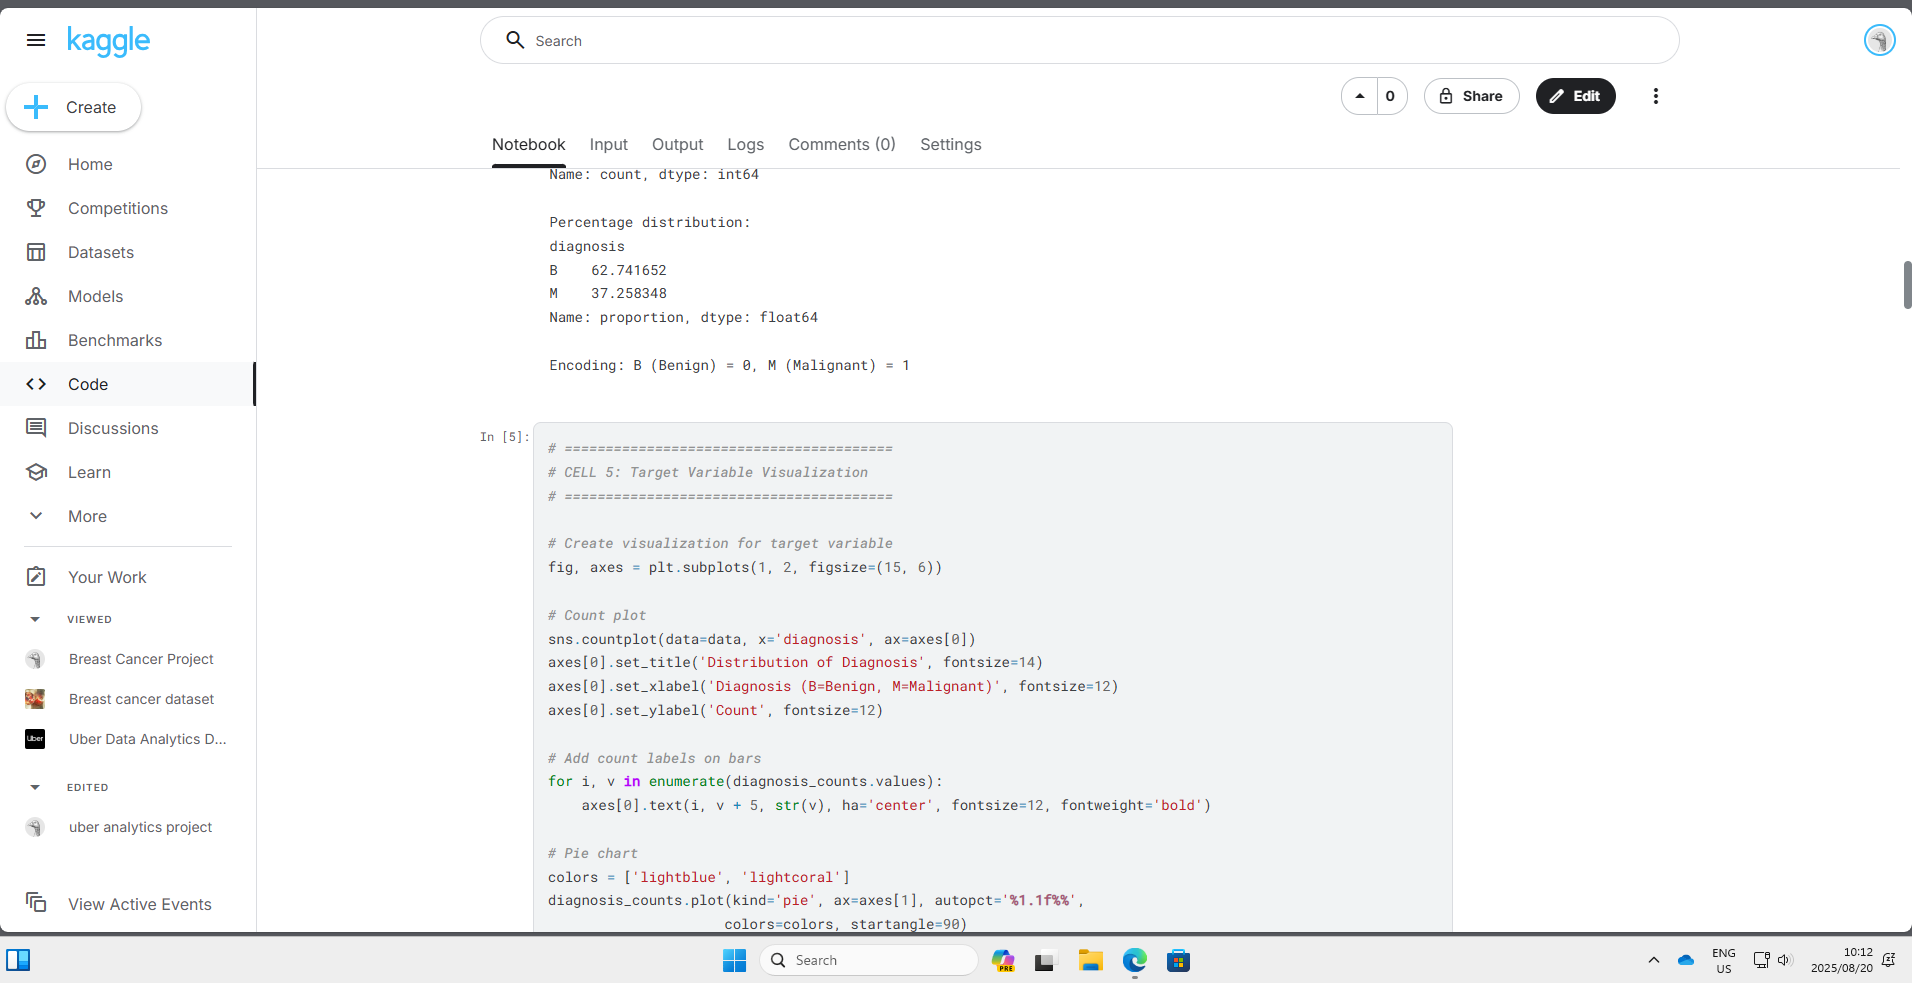 kaggle
Search
Create
0
Share
Edit
Notebook
Input
Output
Logs
Comments (0)
Settings
Home
Competitions
Datasets
Models
Benchmarks
Code
Discussions
Learn
More
Your Work
VIEWED
Breast Cancer Project
Breast cancer dataset
Uber
Uber Data Analytics D...
EDITED
uber analytics project
View Active Events
Name: count, dtype: int64
Percentage distribution:
diagnosis
B    62.741652
M    37.258348
Name: proportion, dtype: float64
Encoding: B (Benign) = 0, M (Malignant) = 1
In [5]:
# ========================================
# CELL 5: Target Variable Visualization
# ========================================
# Create visualization for target variable
fig, axes = plt.subplots(1, 2, figsize=(15, 6))
# Count plot
sns.countplot(data=data, x='diagnosis', ax=axes[0])
axes[0].set_title('Distribution of Diagnosis', fontsize=14)
axes[0].set_xlabel('Diagnosis (B=Benign, M=Malignant)', fontsize=12)
axes[0].set_ylabel('Count', fontsize=12)
# Add count labels on bars
for i, v in enumerate(diagnosis_counts.values):
    axes[0].text(i, v + 5, str(v), ha='center', fontsize=12, fontweight='bold')
# Pie chart
colors = ['lightblue', 'lightcoral']
diagnosis_counts.plot(kind='pie', ax=axes[1], autopct='%1.1f%%',
                     colors=colors, startangle=90)
Search
PRE
ENG
US
10:12
2025/08/20